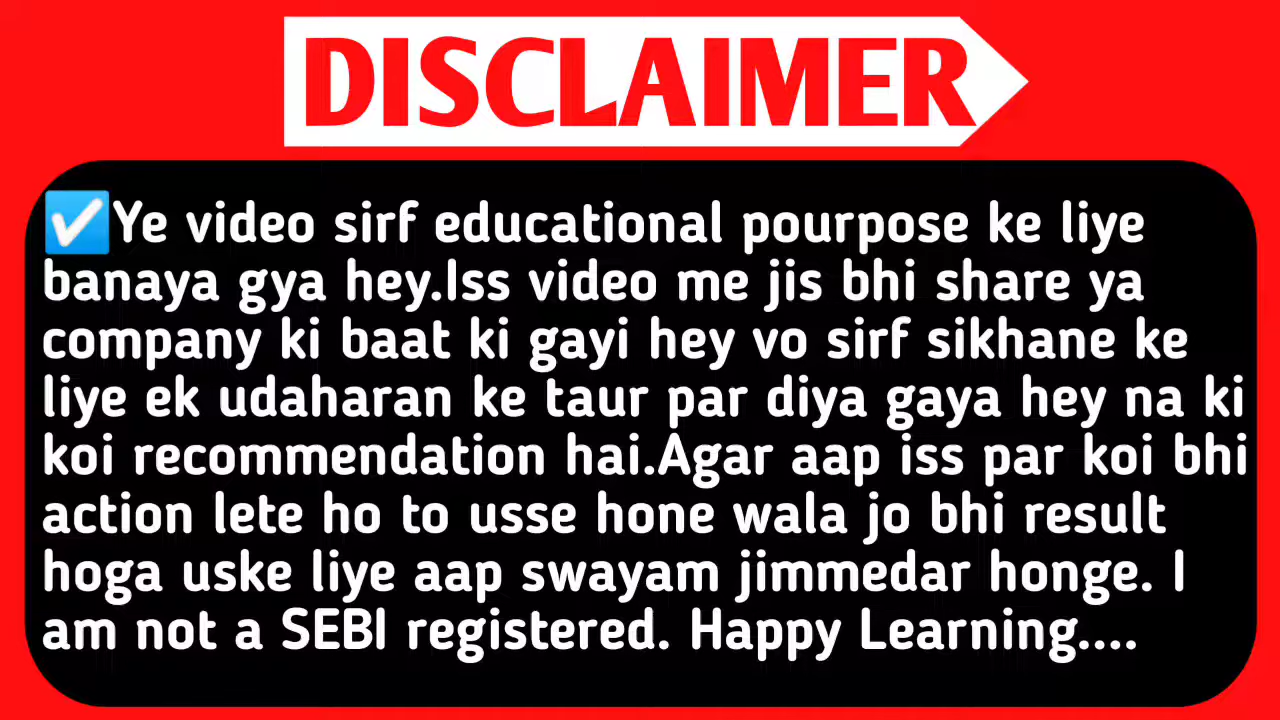 DISCLAIMER
✅Ye video sirf educational pourpose ke liye
banaya gya hey.Iss video me jis bhi share ya
company ki baat ki gayi hey vo sirf sikhane ke
liye ek udaharan ke taur par diya gaya hey na ki
koi recommendation hai.Agar aap iss par koi bhi
action lete ho to usse hone wala jo bhi result
hoga uske liye aap swayam jimmedar honge. I
am not a SEBI registered. Happy Learning....